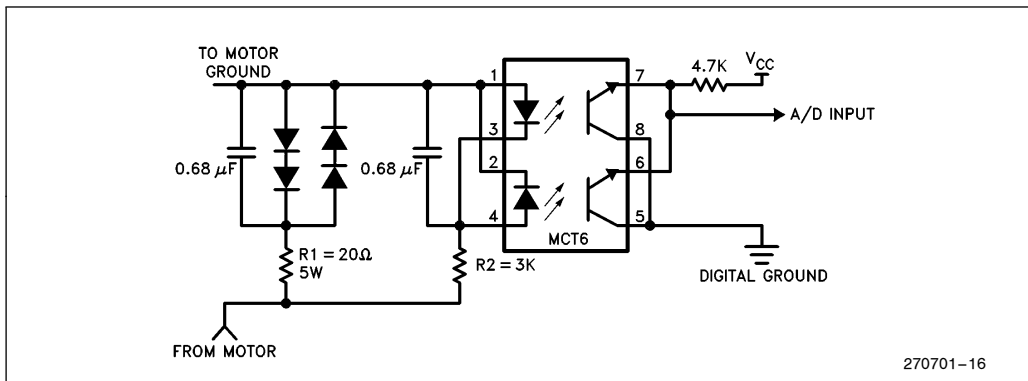 TO MOTOR
GROUND
0.68 μF
0.68 μF
R1 = 20Ω
5W
R2 = 3K
FROM MOTOR
1
3
2
4
7
8
6
5
MCT6
4.7K
VCC
A/D INPUT
DIGITAL GROUND
270701-16